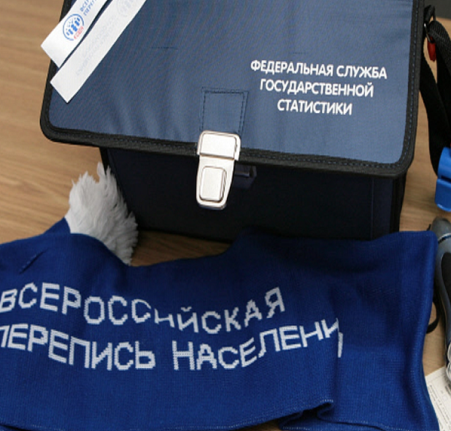 ФЕДЕРАЛЬНАЯ СЛУЖБА
ГОСУДАРСТВЕННОЙ
СТАТИСТИКИ
ВСЕРОССИЙСКАЯ
ПЕРЕПИСЬ НАСЕЛЕНИ